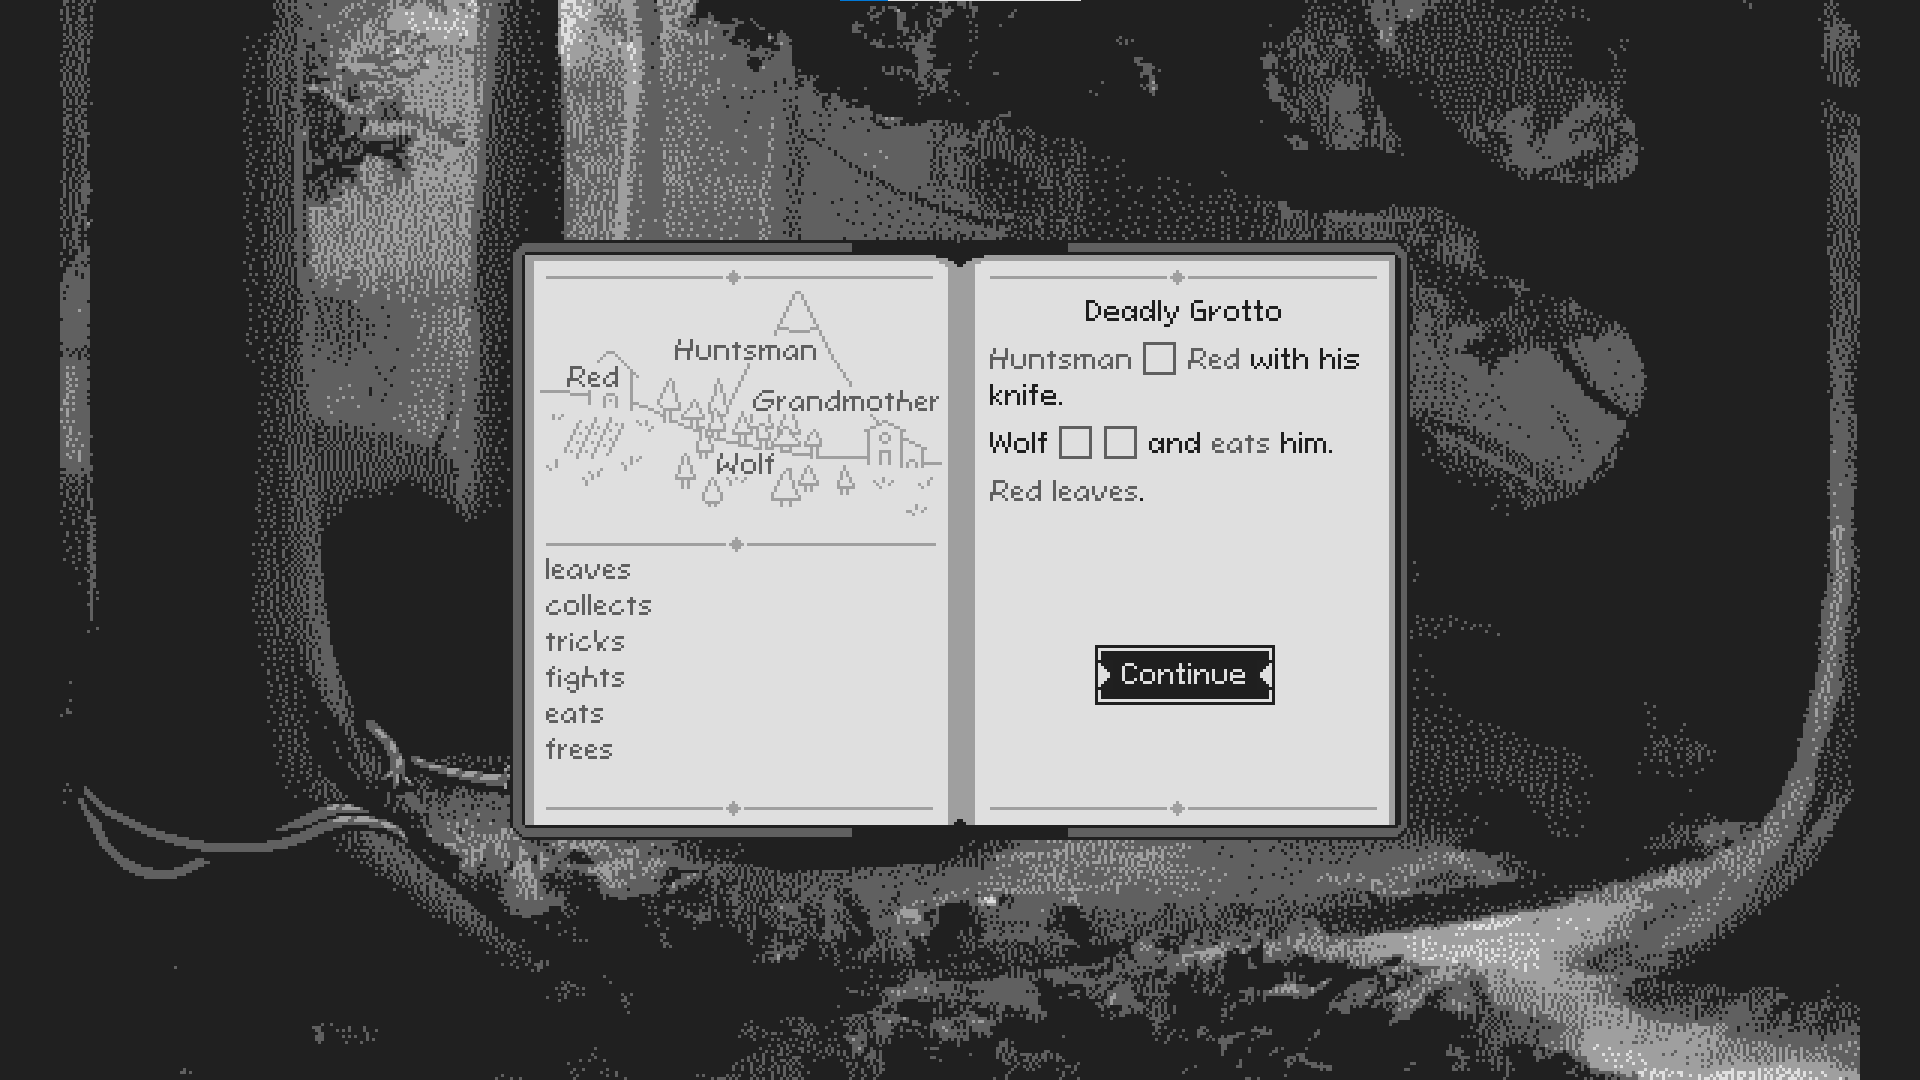 Huntsman
Red
Grandmother
Wolf
leaves
collects
tricks
fights
eats
frees
Deadly Grotto
Huntsman Red with his
knife.
Wolf and eats him.
Red leaves.
Continue